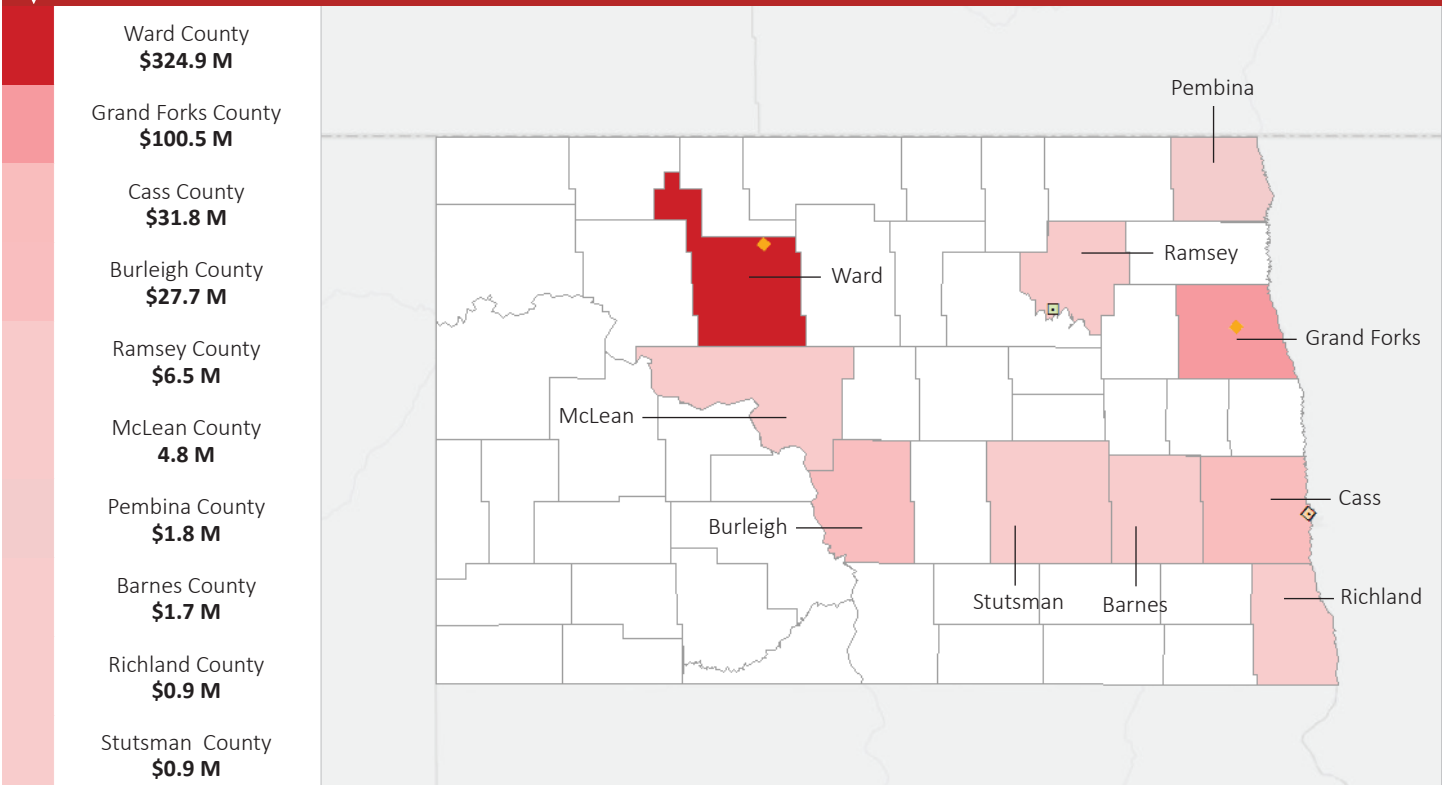 Ward County
$324.9 M
Grand Forks County
$100.5 M
Cass County
$31.8 M
Burleigh County
$27.7 M
Ramsey County
$6.5 M
McLean County
4.8 M
Pembina County
$1.8 M
Barnes County
$1.7 M
Richland County
$0.9 M
Stutsman County
$0.9 M
Pembina
Ramsey
Ward
Grand Forks
McLean
Cass
Burleigh
Stutsman
Barnes
Richland